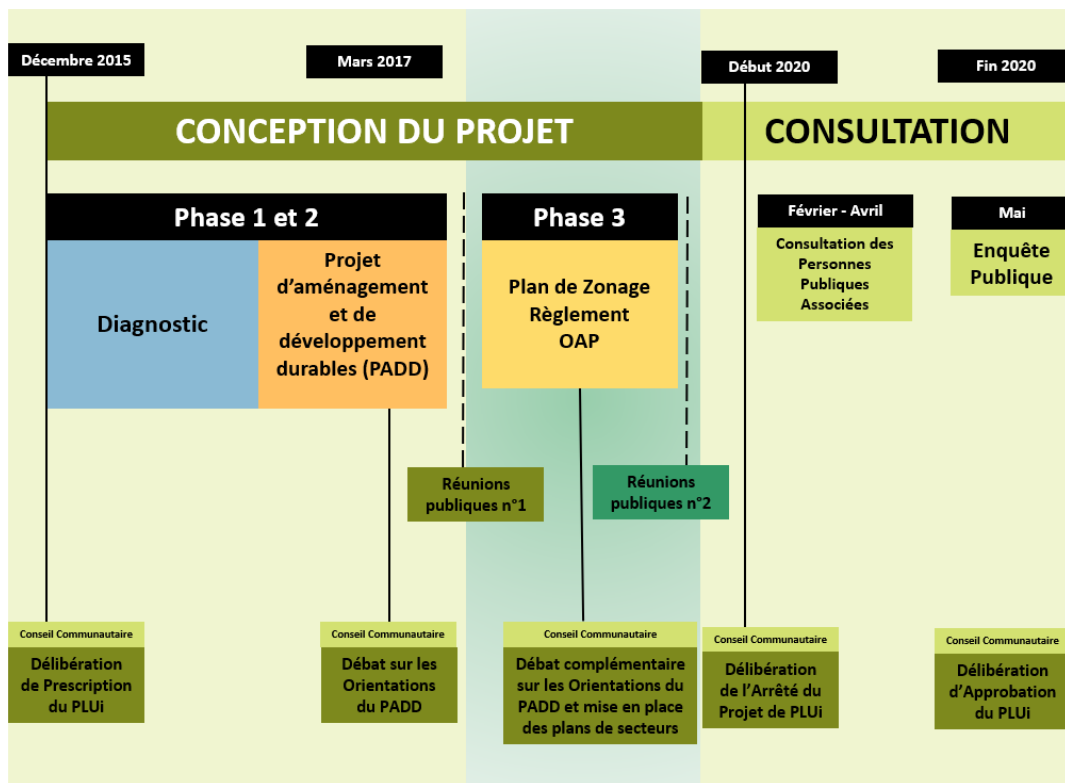 Décembre 2015
Mars 2017
Début 2020
Fin 2020
CONCEPTION DU PROJET
CONSULTATION
Phase 1 et 2
Diagnostic
Projet
d'aménagement
et de
développement
durables (PADD)
Phase 3
Plan de Zonage
Règlement
OAP
Février - Avril
Consultation des
Personnes
Publiques
Associées
Mai
Enquête
Publique
Réunions
publiques n°1
Réunions
publiques n°2
Conseil Communautaire
Délibération
de Prescription
du PLUi
Conseil Communautaire
Débat sur les
Orientations
du PADD
Conseil Communautaire
Débat complémentaire
sur les Orientations du
PADD et mise en place
des plans de secteurs
Conseil Communautaire
Délibération
de l'Arrêté du
Projet de PLUi
Conseil Communautaire
Délibération
d'Approbation
du PLUi